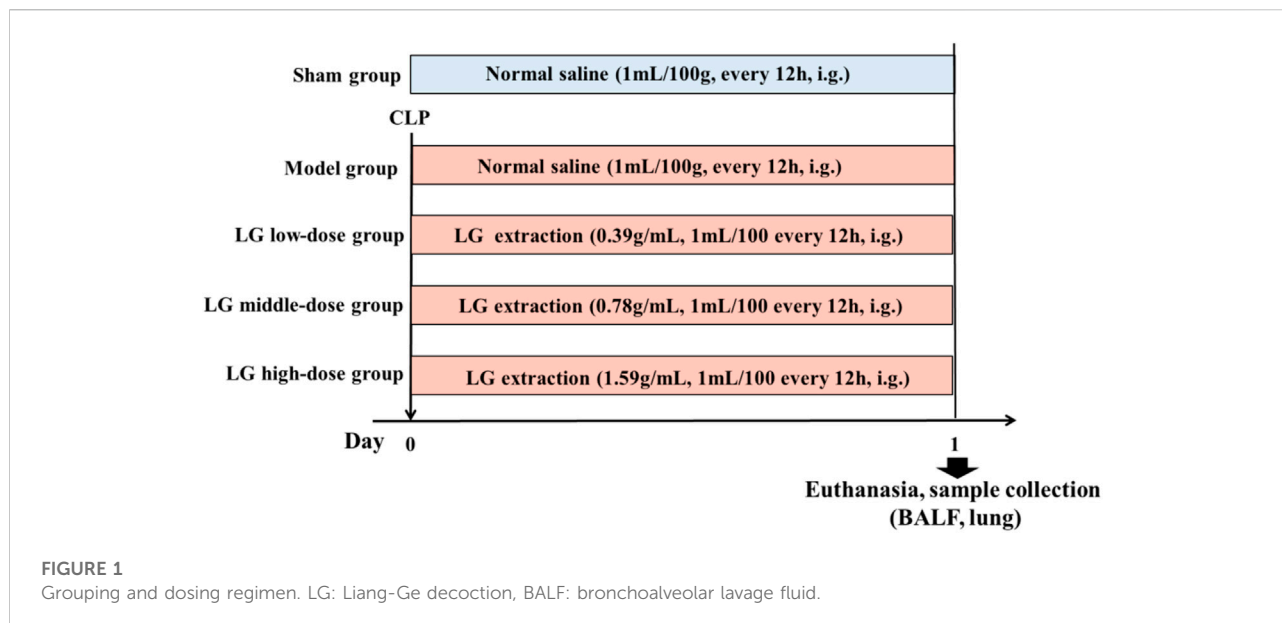 Sham group
Normal saline (1mL/100g, every 12h, i.g.)
CLP
Model group
Normal saline (1mL/100g, every 12h, i.g.)
LG low-dose group
LG extraction (0.39g/mL, 1mL/100 every 12h, i.g.)
LG middle-dose group
LG extraction (0.78g/mL, 1mL/100 every 12h, i.g.)
LG high-dose group
LG extraction (1.59g/mL, 1mL/100 every 12h, i.g.)
Day 0 1
Euthanasia, sample collection
(BALF, lung)
FIGURE 1
Grouping and dosing regimen. LG: Liang-Ge decoction, BALF: bronchoalveolar lavage fluid.